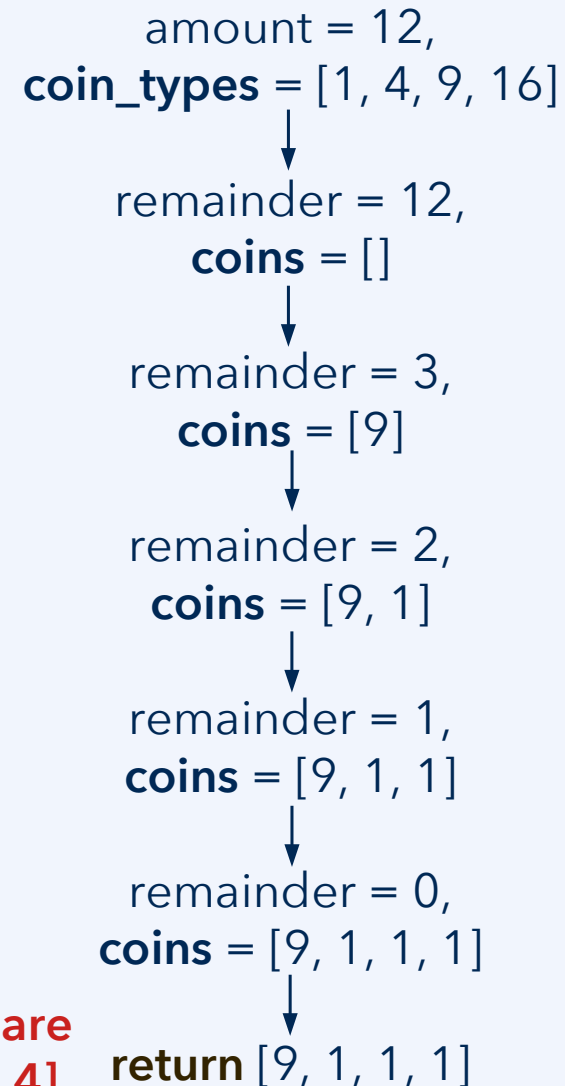 amount = 12,
coin_types = [1, 4, 9, 16]
remainder = 12,
coins = []
remainder = 3,
coins = [9]
remainder = 2,
coins = [9, 1]
remainder = 1,
coins = [9, 1, 1]
remainder = 0,
coins = [9, 1, 1, 1]
are
4]
return [9, 1, 1, 1]